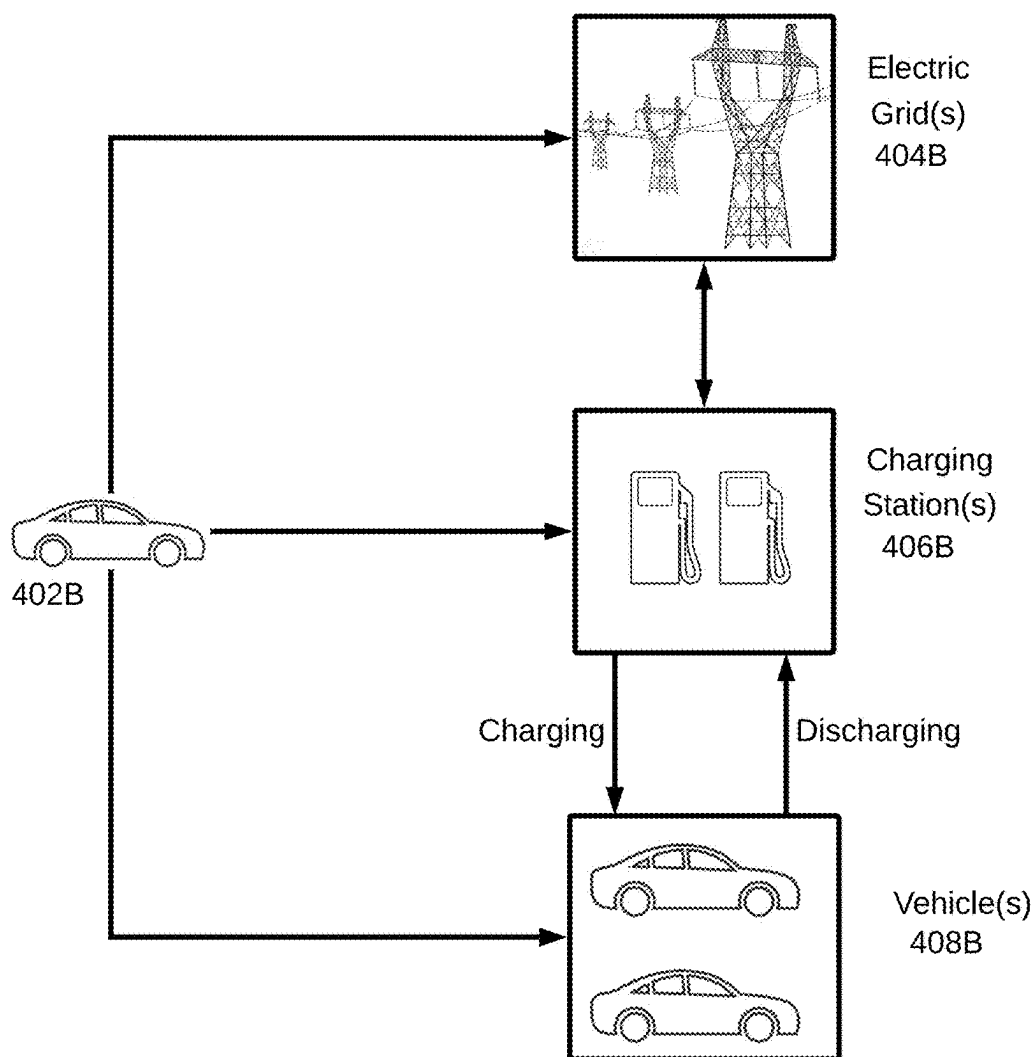 Electric
Grid(s)
404B
Charging
Station(s)
406B
402B
Charging
Discharging
Vehicle(s)
408B